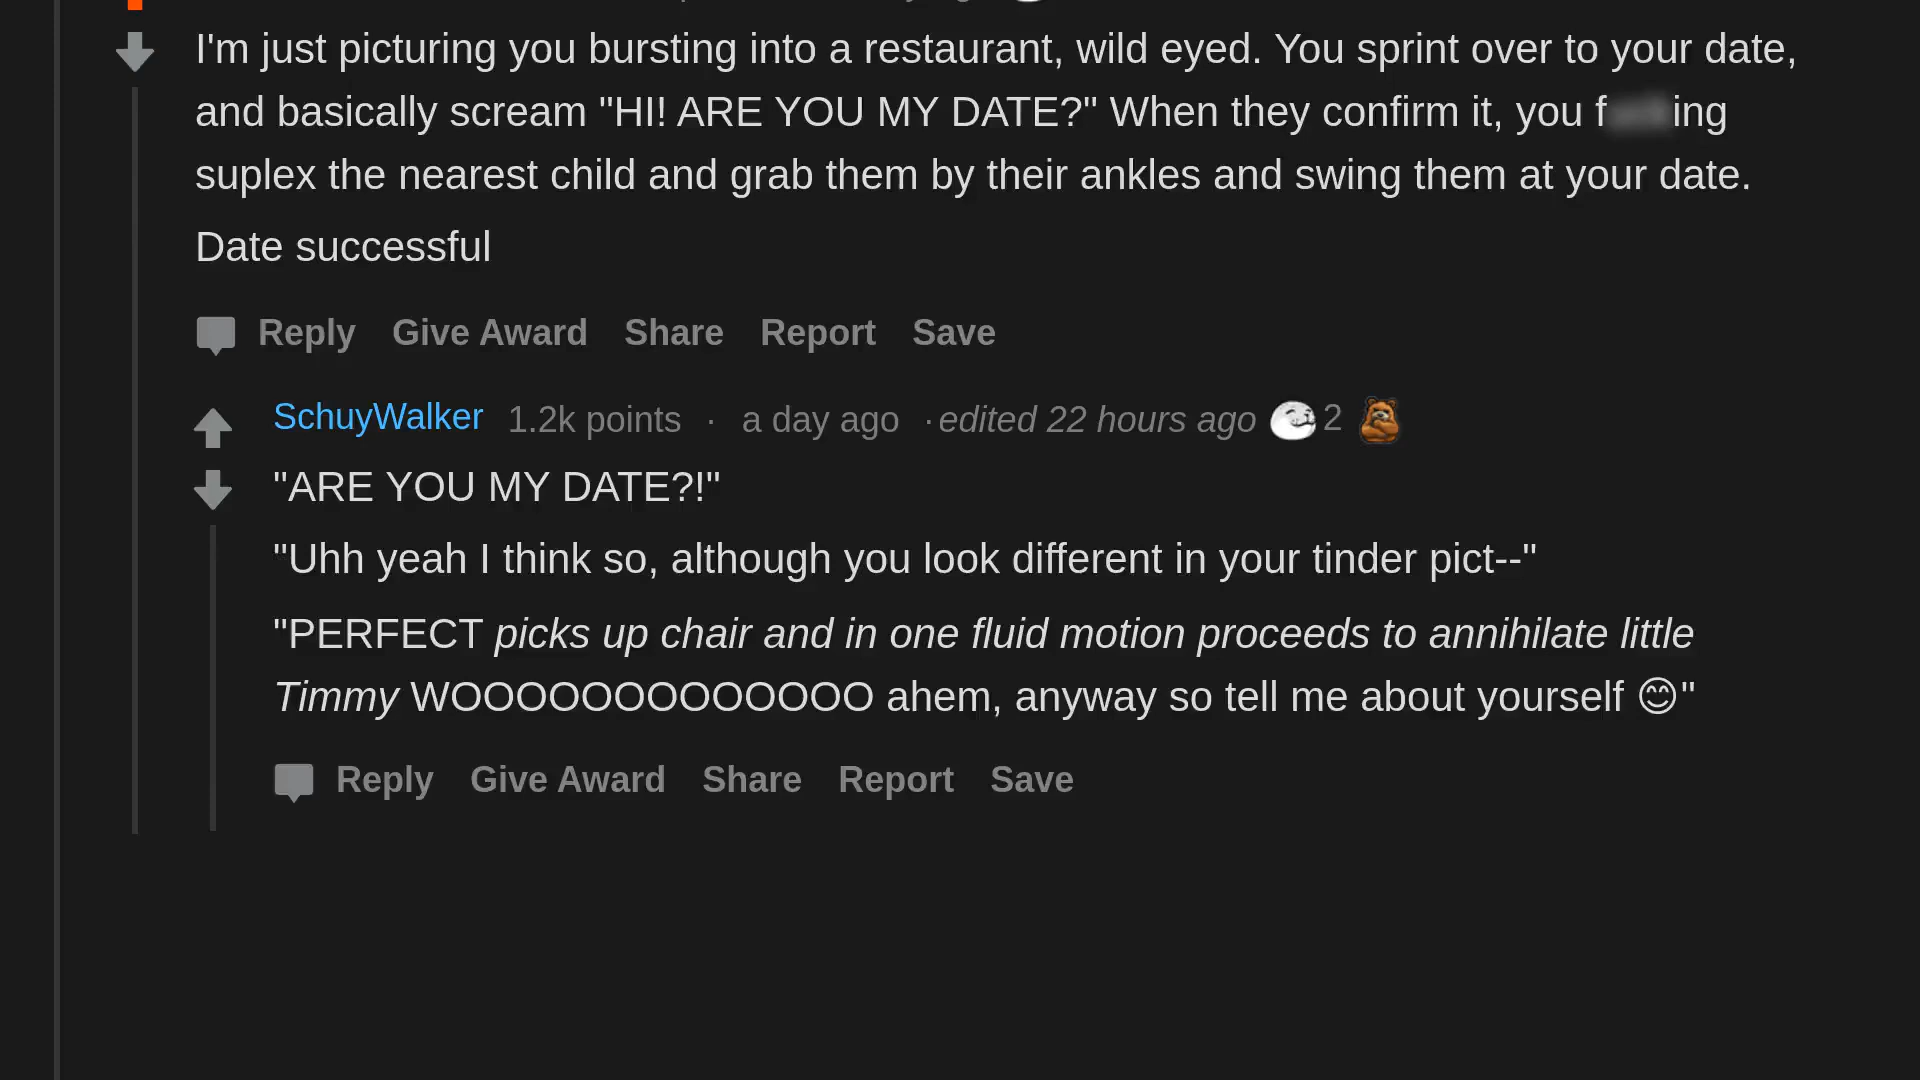 I'm just picturing you bursting into a restaurant, wild eyed. You sprint over to your date,
and basically scream "HI! ARE YOU MY DATE?" When they confirm it, you f ing
suplex the nearest child and grab them by their ankles and swing them at your date.
Date successful
Reply Give Award Share Report Save
SchuyWalker 1.2k points · a day ago · edited 22 hours ago 2
"ARE YOU MY DATE?!"
"Uhh yeah I think so, although you look different in your tinder pict--"
"PERFECT picks up chair and in one fluid motion proceeds to annihilate little
Timmy WOOOOOOOOOOOOO ahem, anyway so tell me about yourself 😊"
Reply Give Award Share Report Save